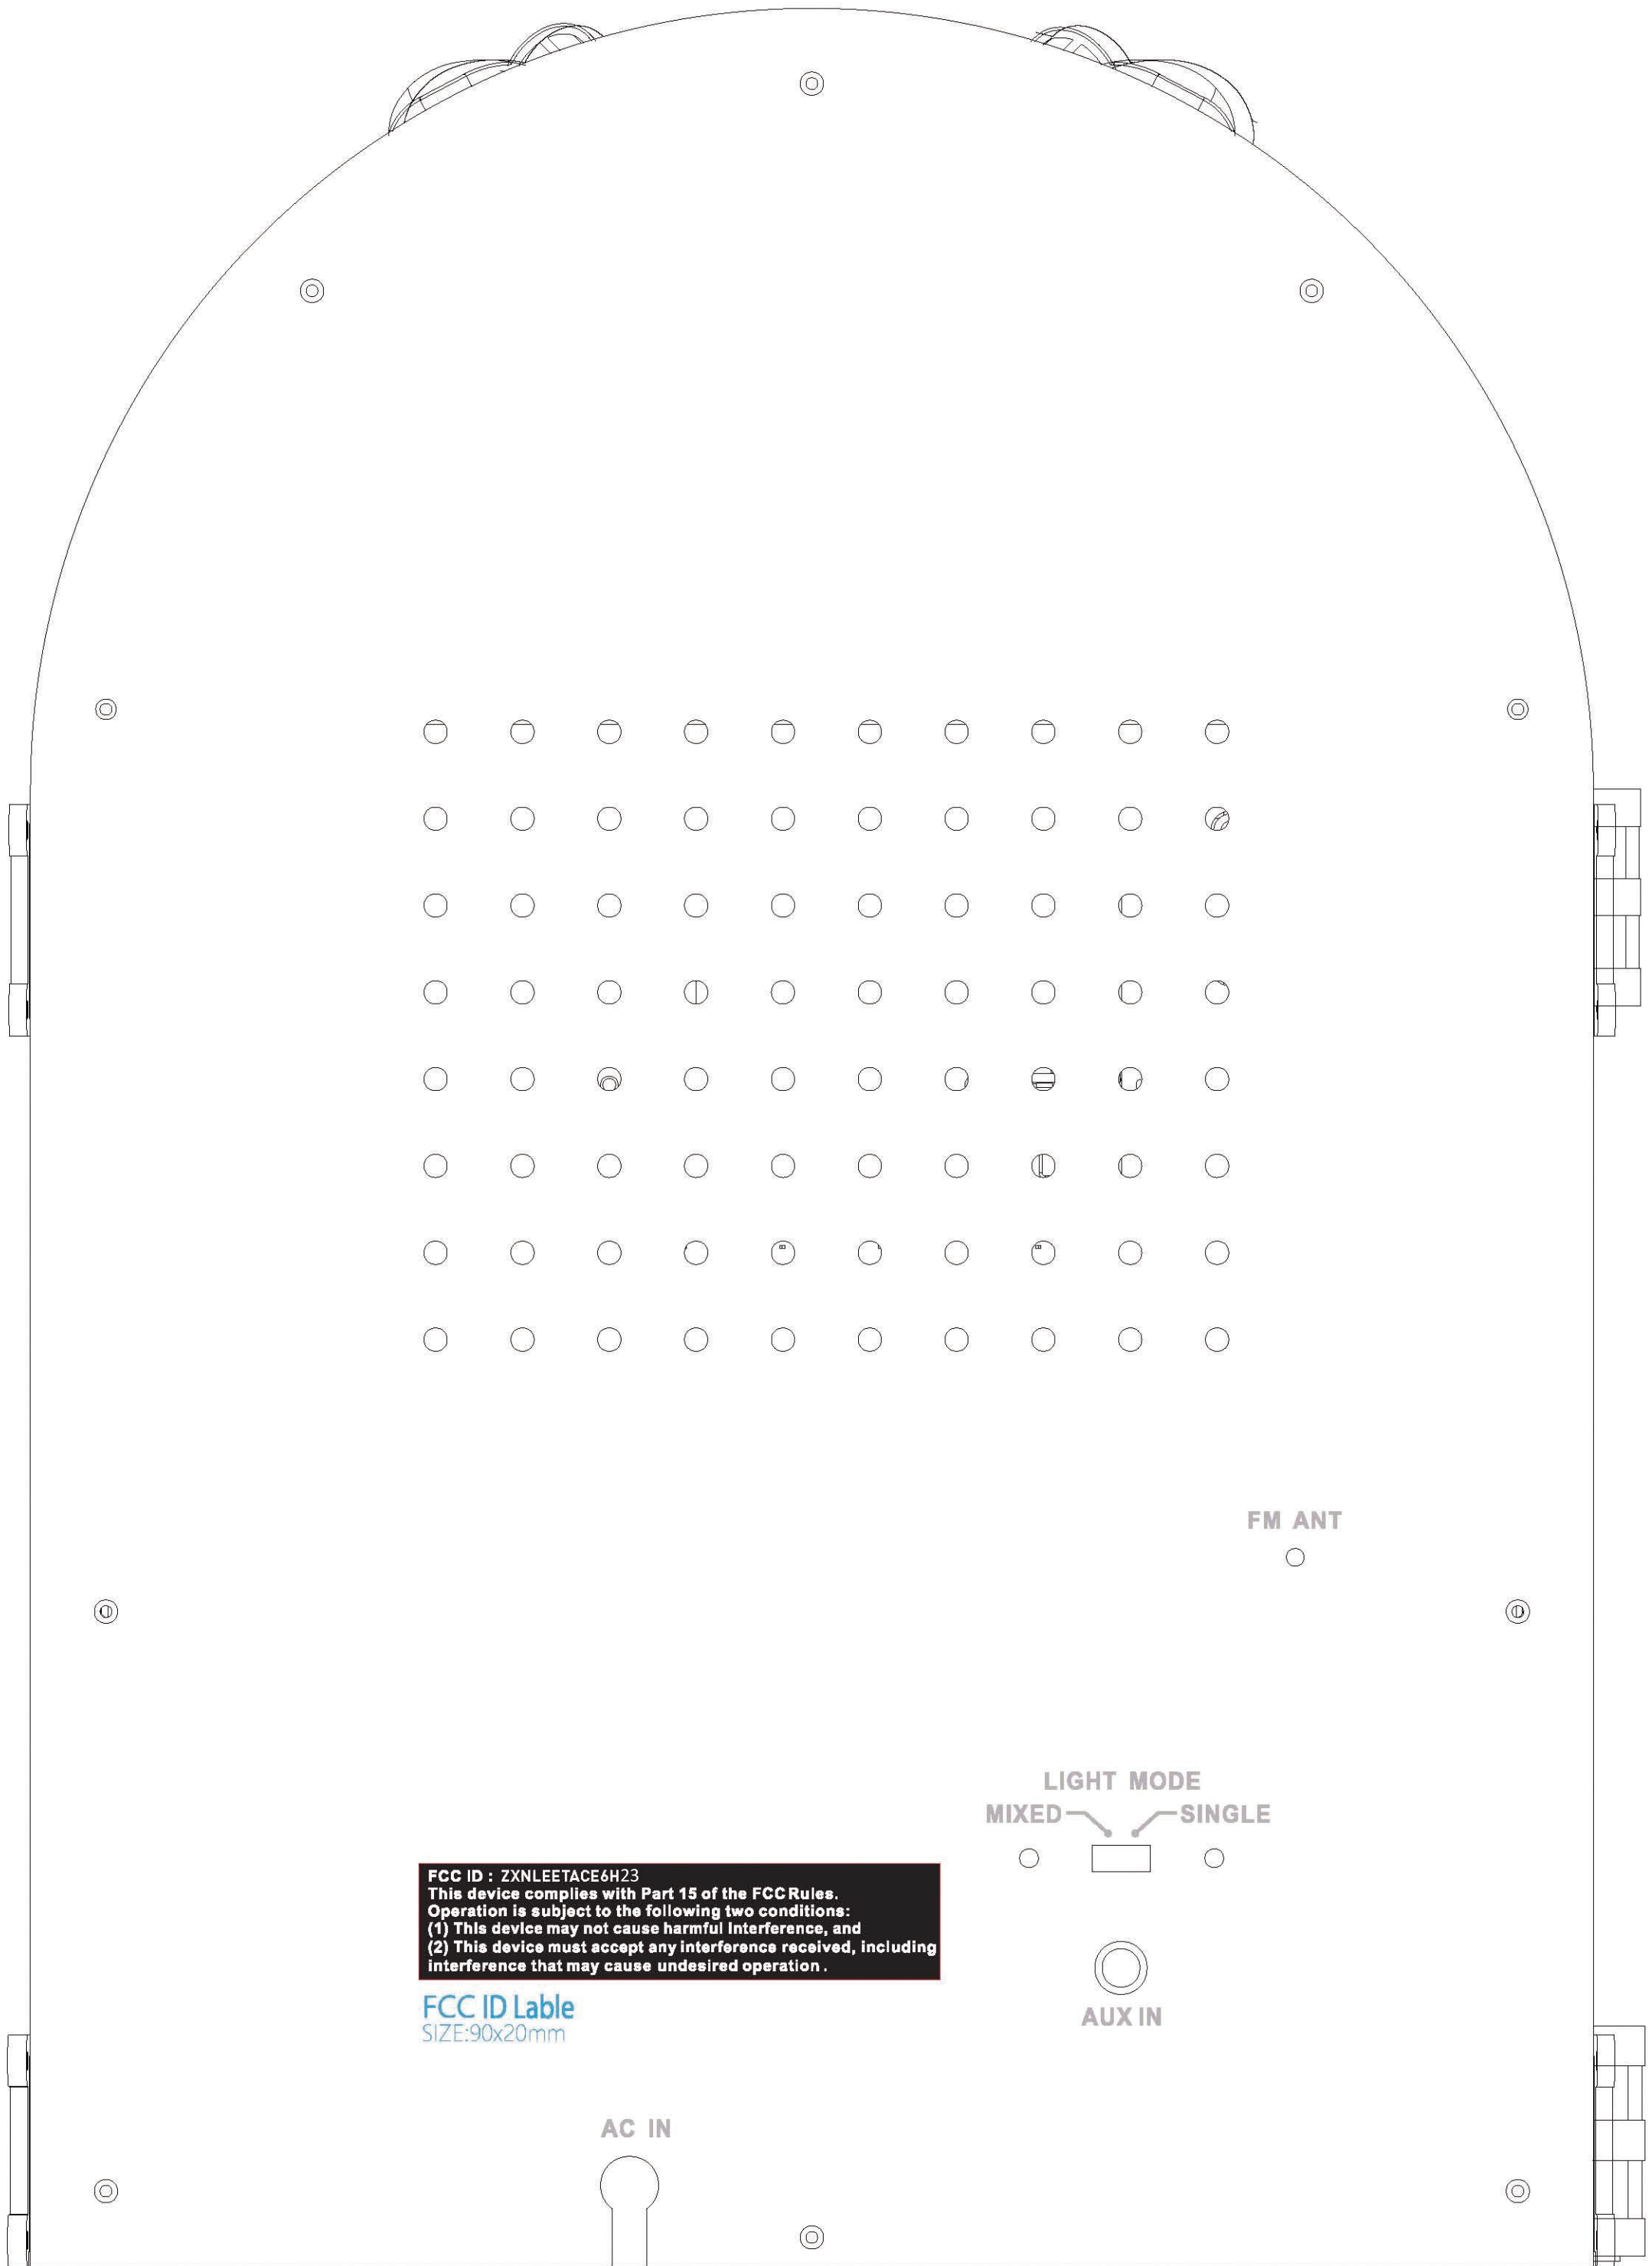 FM ANT
LIGHT MODE
MIXED SINGLE
FCC ID : ZXNLEETACE6H23
This device complies with Part 15 of the FCC Rules.
Operation is subject to the following two conditions:
(1) This device may not cause harmful interference, and
(2) This device must accept any interference received, including
interference that may cause undesired operation .
FCC ID Lable
SIZE:90x20mm
AUX IN
AC IN